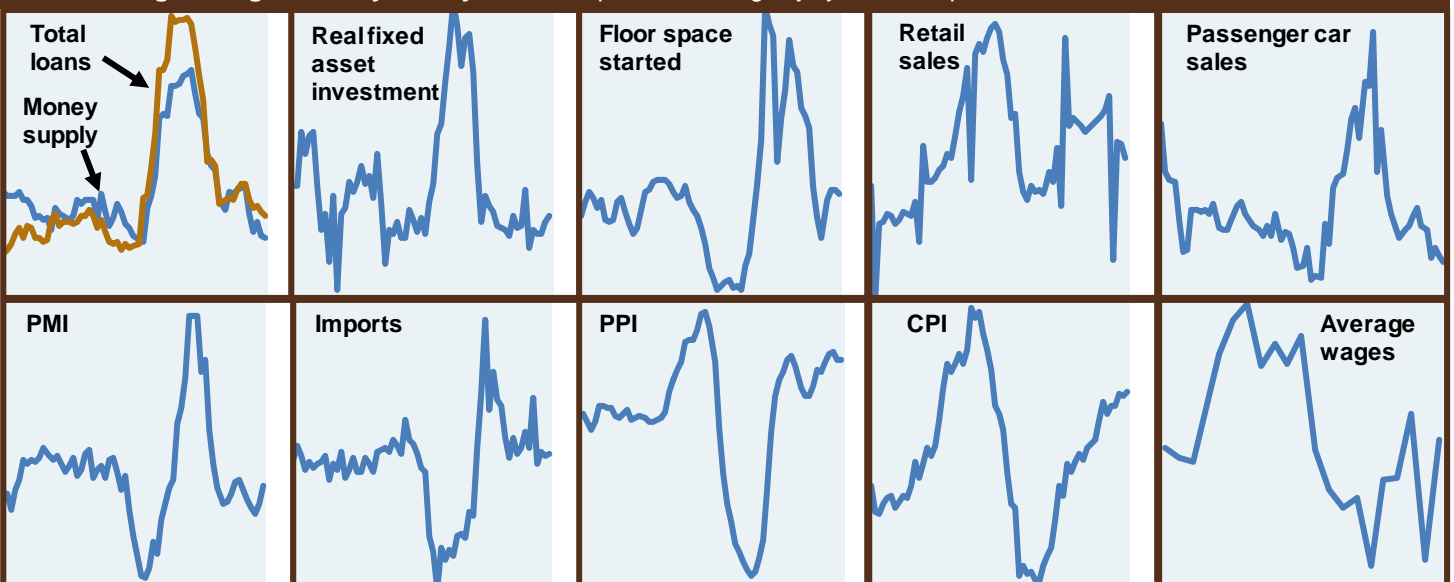 Total
loans
Money
supply
Real fixed
asset
investment
Floor space
started
Retail
sales
Passenger car
sales
PMI
Imports
PPI
CPI
Average
wages